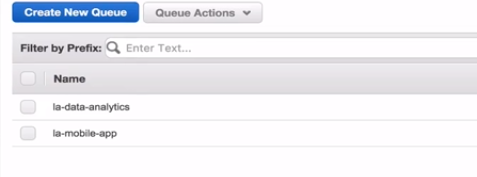 Create New Queue Queue Actions
Filter by Prefix: Enter Text...
Name
la-data-analytics
la-mobile-app